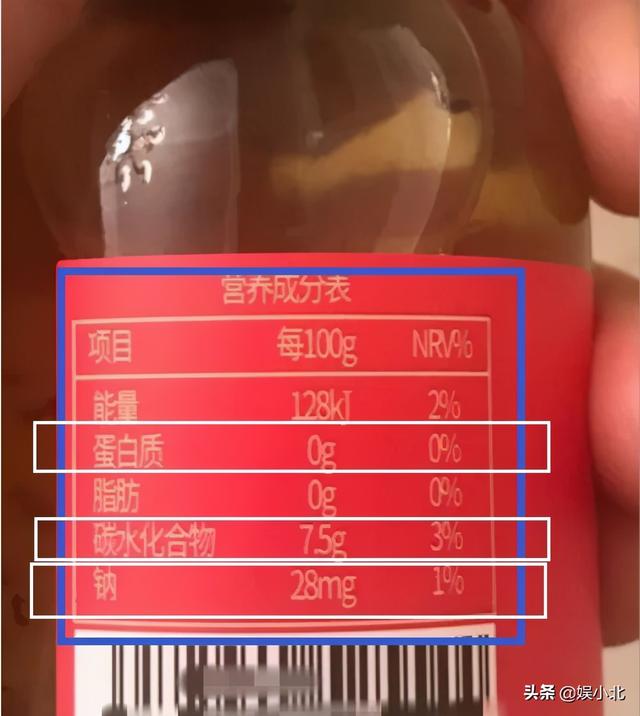 营养成分表
项目 每100g NRV%
能量 128kJ 2%
蛋白质 0g 0%
脂肪 0g 0%
碳水化合物 7.5g 3%
钠 28mg 1%
头条 @娱小北